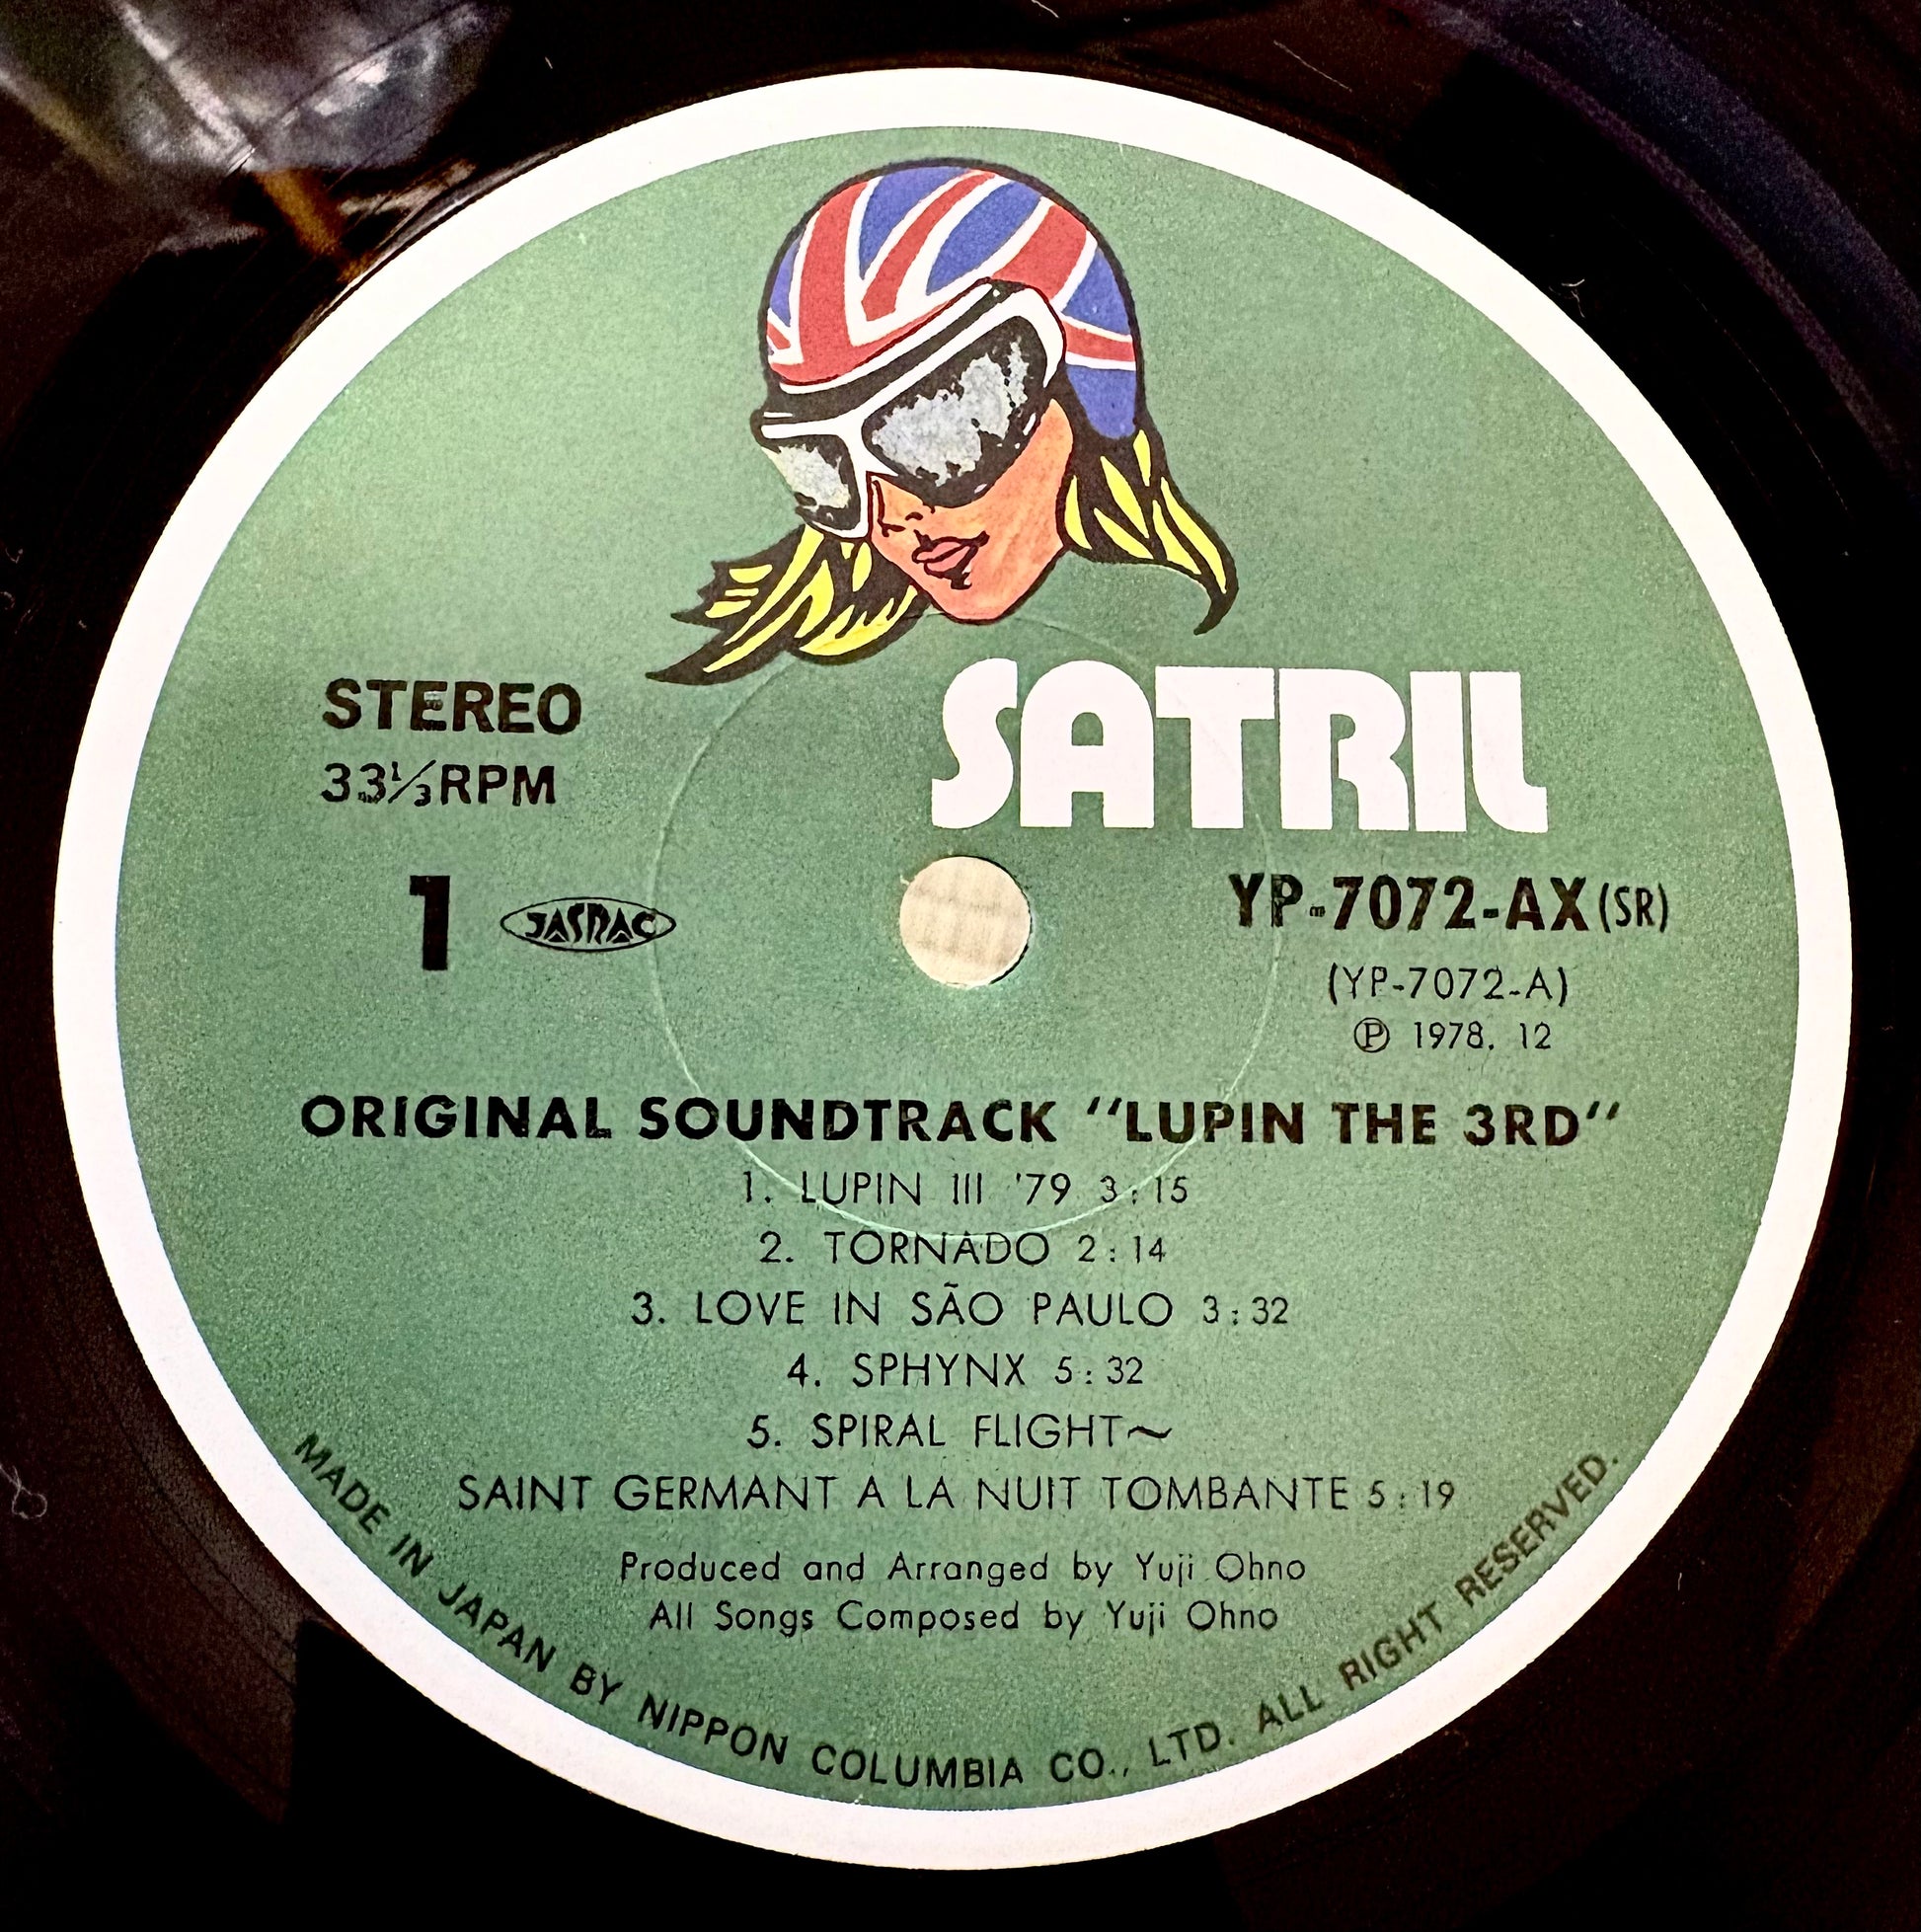 SATRIL
STEREO
33⅓RPM
1 JASRAC
YP-7072-AX(SR)
(YP-7072-A)
Ⓟ 1978. 12
ORIGINAL SOUNDTRACK "LUPIN THE 3RD"
1. LUPIN III '79 3:15
2. TORNADO 2:14
3. LOVE IN SÃO PAULO 3:32
4. SPHYNX 5:32
5. SPIRAL FLIGHT~
SAINT GERMANT A LA NUIT TOMBANTE 5:19
Produced and Arranged by Yuji Ohno
All Songs Composed by Yuji Ohno
MADE IN JAPAN BY NIPPON COLUMBIA CO., LTD. ALL RIGHT RESERVED.